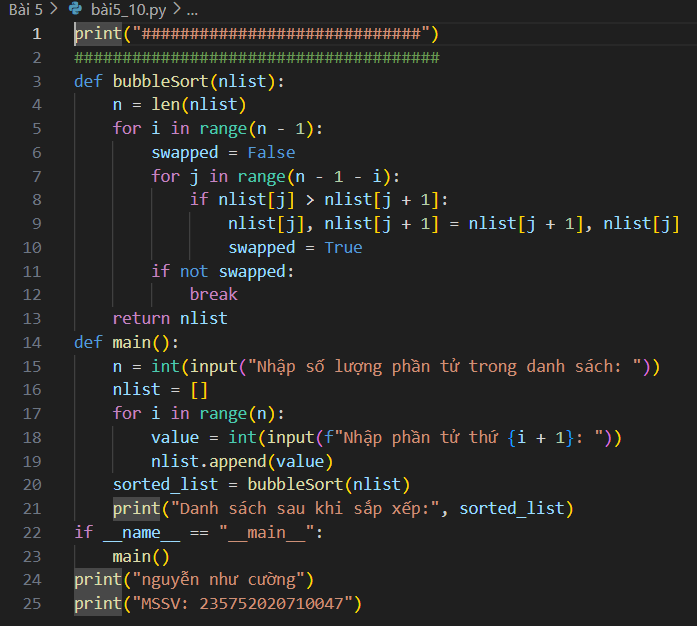 Bài 5 > bài5_10.py > ...
1 print("#############################")
2 ######################################
3 def bubbleSort(nlist):
4     n = len(nlist)
5     for i in range(n - 1):
6         swapped = False
7         for j in range(n - 1 - i):
8             if nlist[j] > nlist[j + 1]:
9                 nlist[j], nlist[j + 1] = nlist[j + 1], nlist[j]
10                 swapped = True
11         if not swapped:
12             break
13     return nlist
14 def main():
15     n = int(input("Nhập số lượng phần tử trong danh sách: "))
16     nlist = []
17     for i in range(n):
18         value = int(input(f"Nhập phần tử thứ {i + 1}: "))
19         nlist.append(value)
20     sorted_list = bubbleSort(nlist)
21     print("Danh sách sau khi sắp xếp:", sorted_list)
22 if __name__ == "__main__":
23     main()
24 print("nguyễn như cường")
25 print("MSSV: 235752020710047")